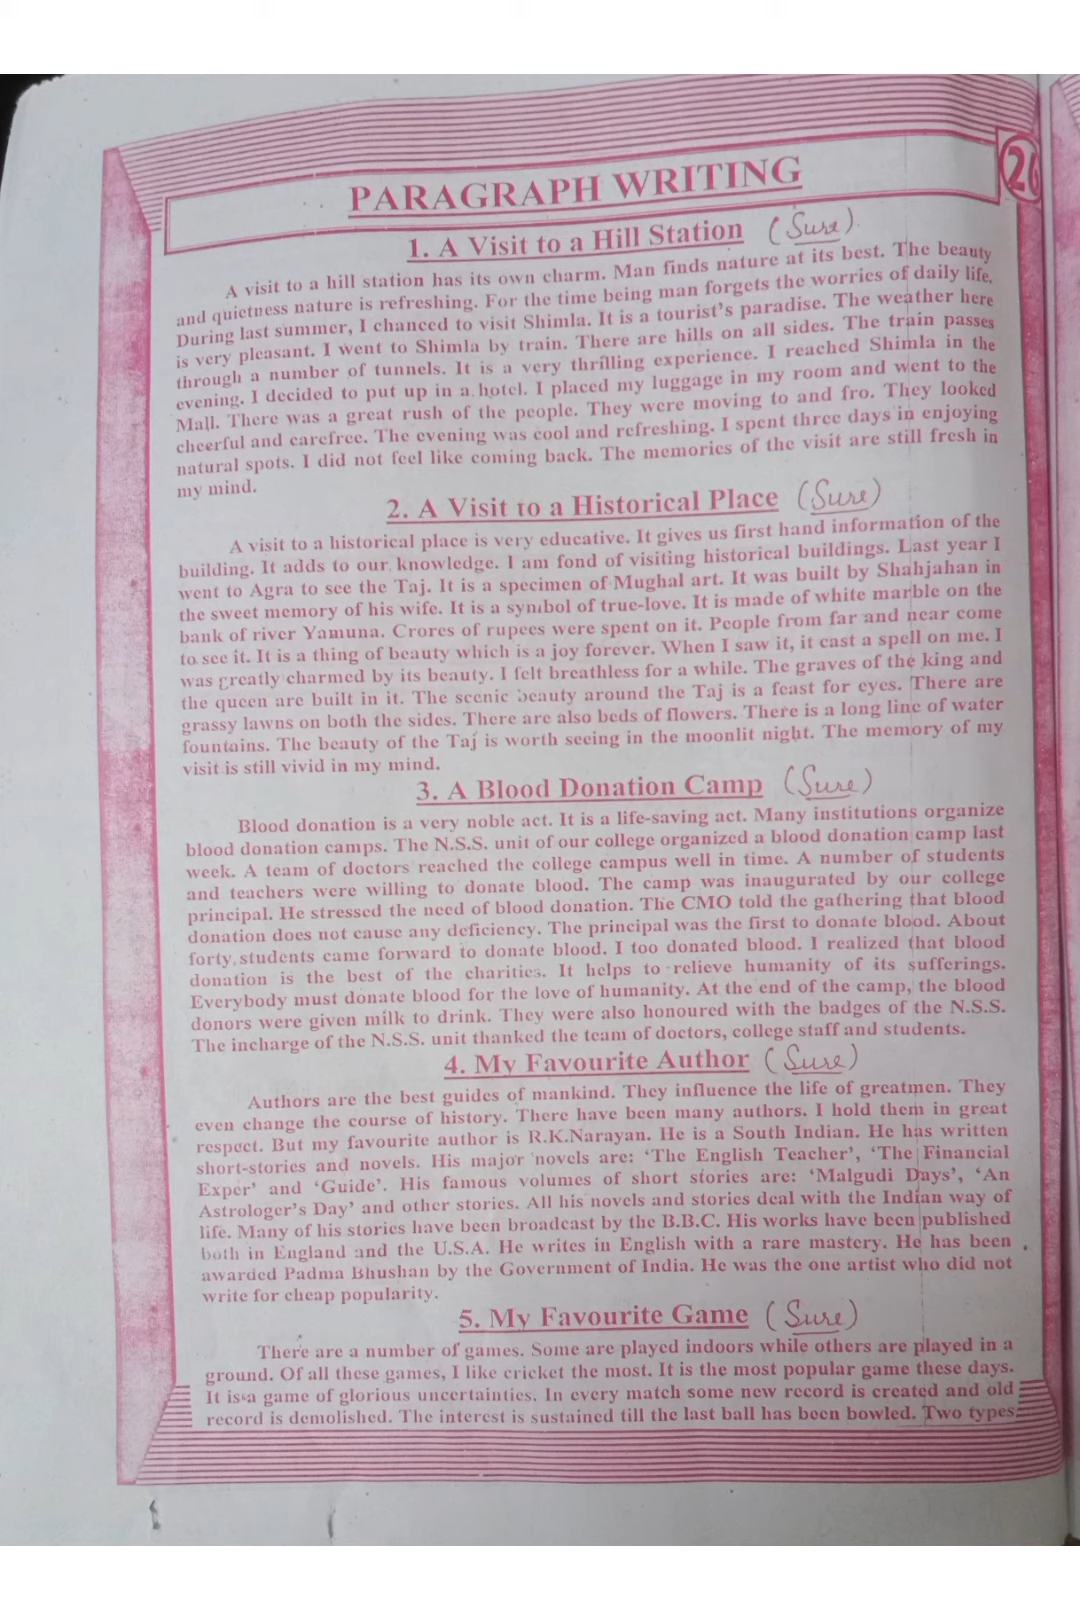 PARAGRAPH WRITING
26
1. A Visit to a Hill Station (Sure)
A visit to a hill station has its own charm. Man finds nature at its best. The beauty
and quietness nature is refreshing. For the time being man forgets the worries of daily life.
During last summer, I chanced to visit Shimla. It is a tourist's paradise. The weather here
is very pleasant. I went to Shimla by train. There are hills on all sides. The train passes
through a number of tunnels. It is a very thrilling experience. I reached Shimla in the
evening. I decided to put up in a hotel. I placed my luggage in my room and went to the
Mall. There was a great rush of the people. They were moving to and fro. They looked
cheerful and carefree. The evening was cool and refreshing. I spent three days in enjoying
natural spots. I did not feel like coming back. The memories of the visit are still fresh in
my mind.
2. A Visit to a Historical Place (Sure)
A visit to a historical place is very educative. It gives us first hand information of the
building. It adds to our knowledge. I am fond of visiting historical buildings. Last year I
went to Agra to see the Taj. It is a specimen of Mughal art. It was built by Shahjahan in
the sweet memory of his wife. It is a symbol of true-love. It is made of white marble on the
bank of river Yamuna. Crores of rupees were spent on it. People from far and near come
to see it. It is a thing of beauty which is a joy forever. When I saw it, it cast a spell on me. I
was greatly charmed by its beauty. I felt breathless for a while. The graves of the king and
the queen are built in it. The scenic beauty around the Taj is a feast for eyes. There are
grassy lawns on both the sides. There are also beds of flowers. There is a long line of water
fountains. The beauty of the Taj is worth seeing in the moonlit night. The memory of my
visit is still vivid in my mind.
3. A Blood Donation Camp (Sure)
Blood donation is a very noble act. It is a life-saving act. Many institutions organize
blood donation camps. The N.S.S. unit of our college organized a blood donation camp last
week. A team of doctors reached the college campus well in time. A number of students
and teachers were willing to donate blood. The camp was inaugurated by our college
principal. He stressed the need of blood donation. The CMO told the gathering that blood
donation does not cause any deficiency. The principal was the first to donate blood. About
forty students came forward to donate blood. I too donated blood. I realized that blood
donation is the best of the charities. It helps to relieve humanity of its sufferings.
Everybody must donate blood for the love of humanity. At the end of the camp, the blood
donors were given milk to drink. They were also honoured with the badges of the N.S.S.
The incharge of the N.S.S. unit thanked the team of doctors, college staff and students.
4. My Favourite Author (Sure)
Authors are the best guides of mankind. They influence the life of greatmen. They
even change the course of history. There have been many authors. I hold them in great
respect. But my favourite author is R.K.Narayan. He is a South Indian. He has written
short-stories and novels. His major novels are: 'The English Teacher', 'The Financial
Exper' and 'Guide'. His famous volumes of short stories are: 'Malgudi Days', 'An
Astrologer's Day' and other stories. All his novels and stories deal with the Indian way of
life. Many of his stories have been broadcast by the B.B.C. His works have been published
both in England and the U.S.A. He writes in English with a rare mastery. He has been
awarded Padma Bhushan by the Government of India. He was the one artist who did not
write for cheap popularity.
5. My Favourite Game (Sure)
There are a number of games. Some are played indoors while others are played in a
ground. Of all these games, I like cricket the most. It is the most popular game these days.
It is a game of glorious uncertainties. In every match some new record is created and old
record is demolished. The interest is sustained till the last ball has been bowled. Two types